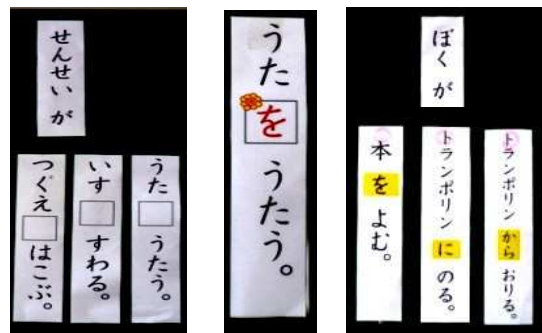 せんせい が
うた □ うたう。
いす □ すわる。
つくえ □ はこぶ。
うた を うたう。
ぼく が
トランポリン から おりる。
トランポリン に のる。
本 を よむ。